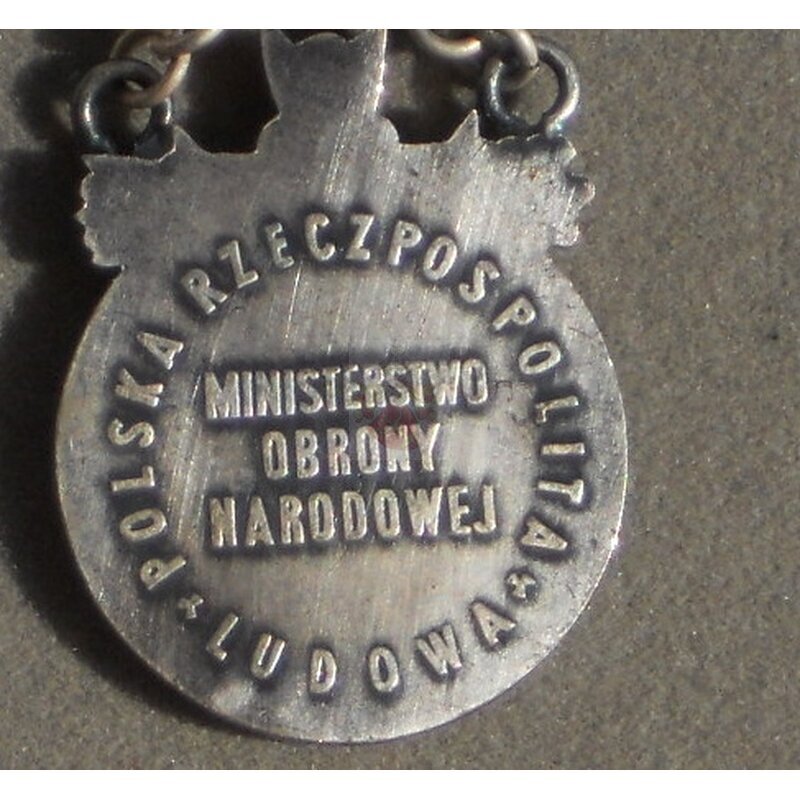 POLSKA RZECZPOSPOLITA
LUDOWA
MINISTERSTWO
OBRONY
NARODOWEJ